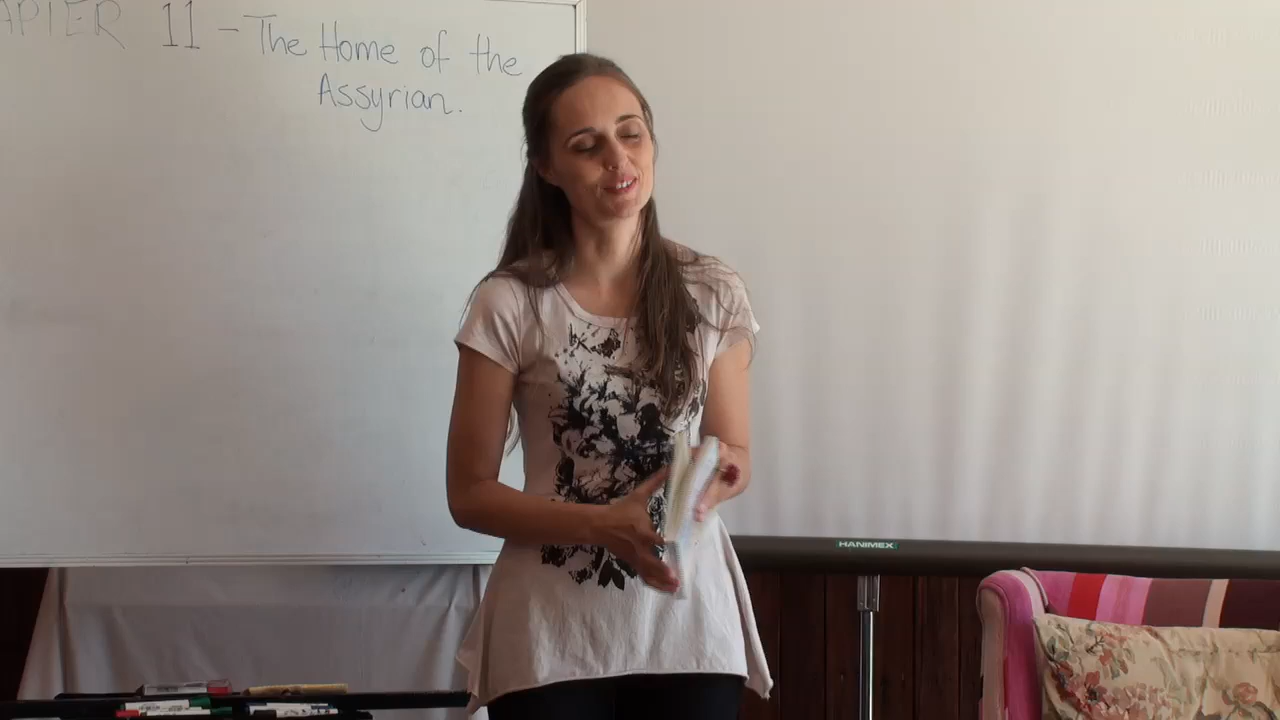 APTER 11 – The Home of the
Assyrian.
HANIMEX